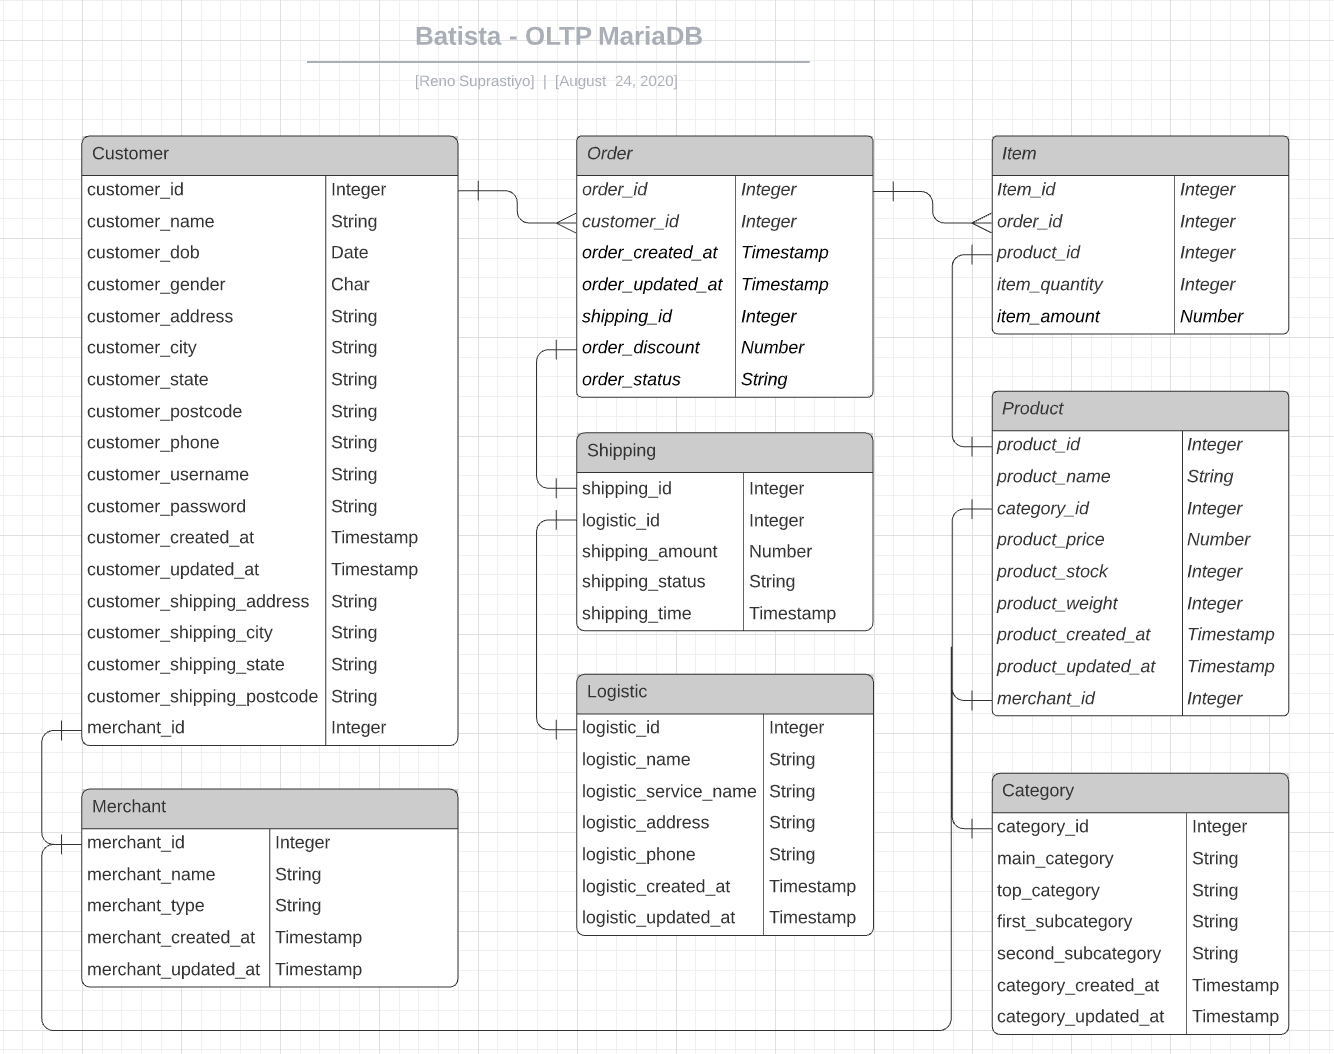 Batista - OLTP MariaDB
[Reno Suprastiyo] | [August 24, 2020]
Customer
customer_id Integer
customer_name String
customer_dob Date
customer_gender Char
customer_address String
customer_city String
customer_state String
customer_postcode String
customer_phone String
customer_username String
customer_password String
customer_created_at Timestamp
customer_updated_at Timestamp
customer_shipping_address String
customer_shipping_city String
customer_shipping_state String
customer_shipping_postcode String
merchant_id Integer
Merchant
merchant_id Integer
merchant_name String
merchant_type String
merchant_created_at Timestamp
merchant_updated_at Timestamp
Order
order_id Integer
customer_id Integer
order_created_at Timestamp
order_updated_at Timestamp
shipping_id Integer
order_discount Number
order_status String
Shipping
shipping_id Integer
logistic_id Integer
shipping_amount Number
shipping_status String
shipping_time Timestamp
Logistic
logistic_id Integer
logistic_name String
logistic_service_name String
logistic_address String
logistic_phone String
logistic_created_at Timestamp
logistic_updated_at Timestamp
Item
Item_id Integer
order_id Integer
product_id Integer
item_quantity Integer
item_amount Number
Product
product_id Integer
product_name String
category_id Integer
product_price Number
product_stock Integer
product_weight Integer
product_created_at Timestamp
product_updated_at Timestamp
merchant_id Integer
Category
category_id Integer
main_category String
top_category String
first_subcategory String
second_subcategory String
category_created_at Timestamp
category_updated_at Timestamp